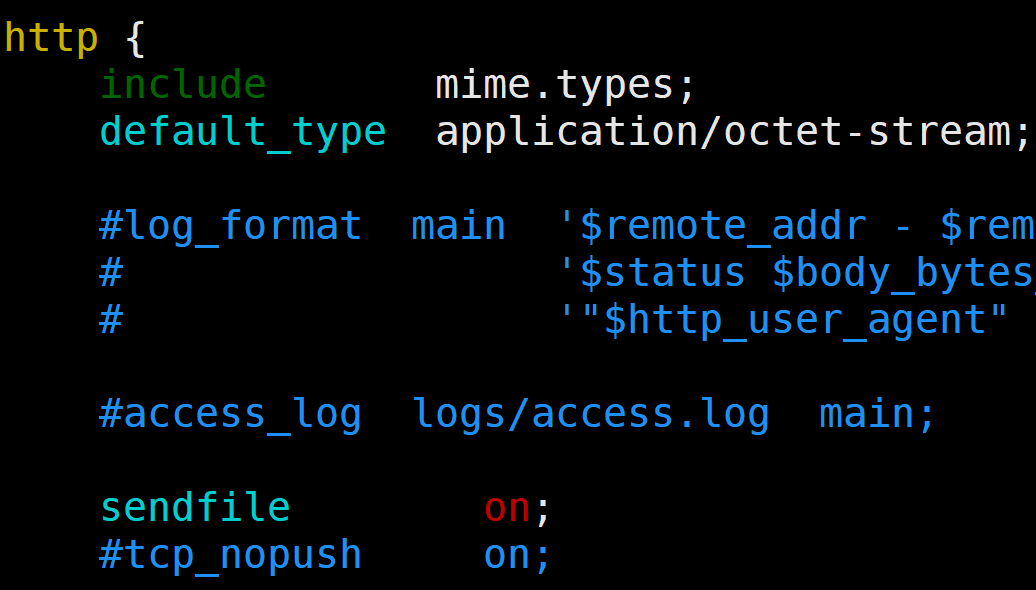 http {
    include       mime.types;
    default_type  application/octet-stream;

    #log_format  main  '$remote_addr - $rem
    #                  '$status $body_bytes_
    #                  '"$http_user_agent"

    #access_log  logs/access.log  main;

    sendfile        on;
    #tcp_nopush     on;